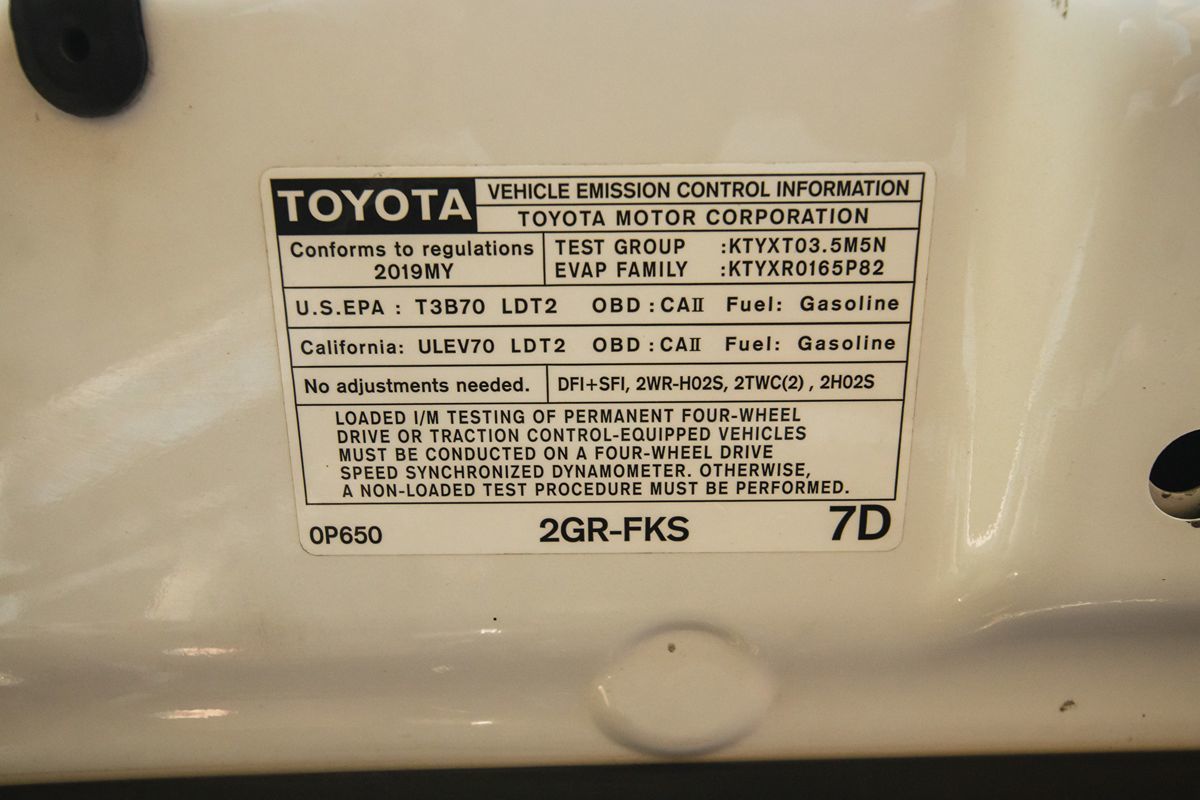 TOYOTA
VEHICLE EMISSION CONTROL INFORMATION
TOYOTA MOTOR CORPORATION
Conforms to regulations
2019MY
TEST GROUP :KTYXT03.5M5N
EVAP FAMILY :KTYXR0165P82
U.S.EPA : T3B70 LDT2 OBD : CAⅡ Fuel: Gasoline
California: ULEV70 LDT2 OBD : CAⅡ Fuel: Gasoline
No adjustments needed.
DFI+SFI, 2WR-HO2S, 2TWC(2) , 2HO2S
LOADED I/M TESTING OF PERMANENT FOUR-WHEEL
DRIVE OR TRACTION CONTROL-EQUIPPED VEHICLES
MUST BE CONDUCTED ON A FOUR-WHEEL DRIVE
SPEED SYNCHRONIZED DYNAMOMETER. OTHERWISE,
A NON-LOADED TEST PROCEDURE MUST BE PERFORMED.
0P650 2GR-FKS 7D